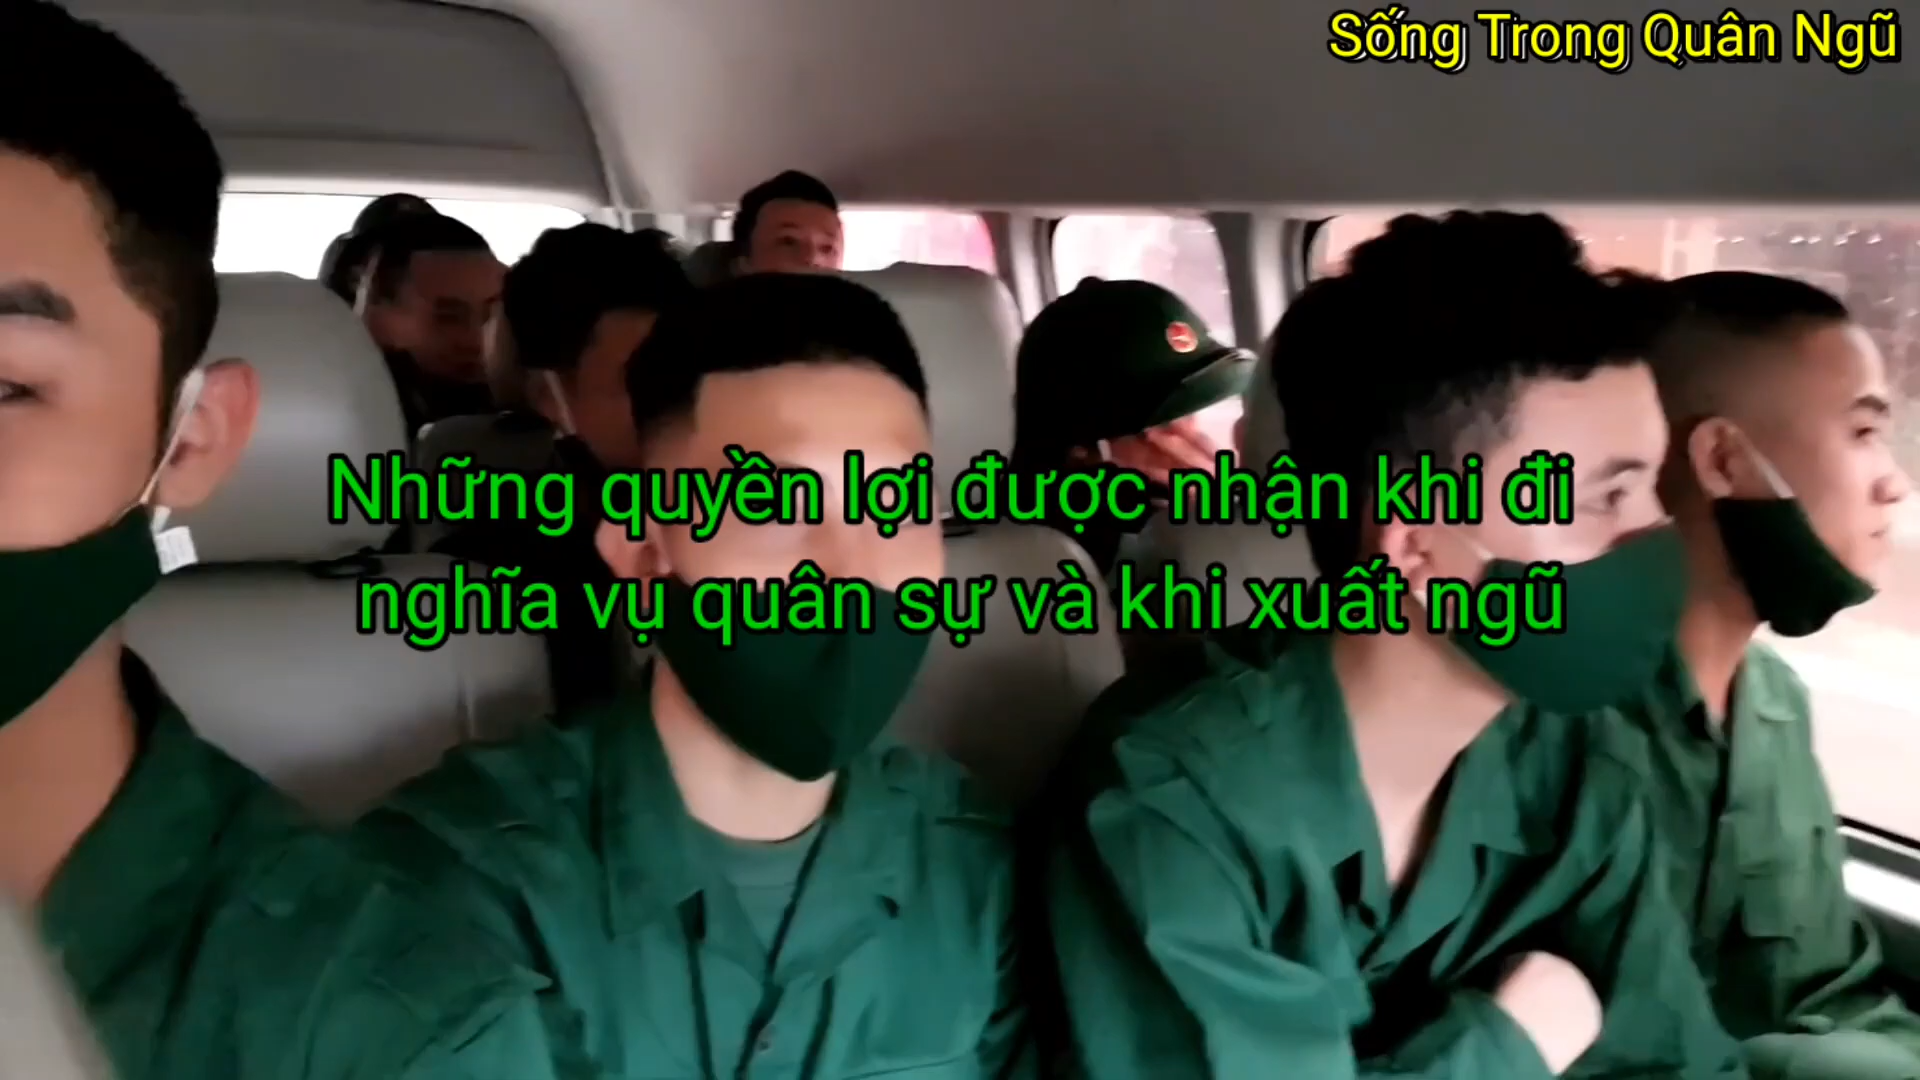 Sống Trong Quân Ngũ
Những quyền lợi được nhận khi đi
nghĩa vụ quân sự và khi xuất ngũ